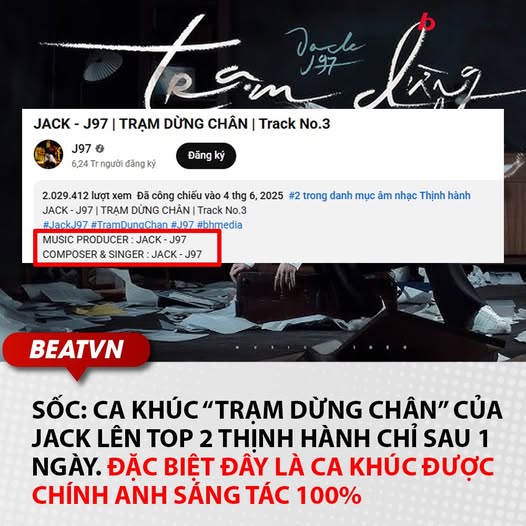 Jack
J97
trạm dừng
JACK - J97 | TRẠM DỪNG CHÂN | Track No.3
J97
6,24 Tr người đăng ký
Đăng ký
2.029.412 lượt xem Đã công chiếu vào 4 thg 6, 2025 #2 trong danh mục âm nhạc Thịnh hành
JACK - J97 | TRẠM DỪNG CHÂN | Track No.3
#JackJ97 #TramDungChan #J97 #bhmedia
MUSIC PRODUCER : JACK - J97
COMPOSER & SINGER : JACK - J97
MUSIC VIDEO
BEATVN
SỐC: CA KHÚC “TRẠM DỪNG CHÂN” CỦA
JACK LÊN TOP 2 THỊNH HÀNH CHỈ SAU 1
NGÀY. ĐẶC BIỆT ĐÂY LÀ CA KHÚC ĐƯỢC
CHÍNH ANH SÁNG TÁC 100%